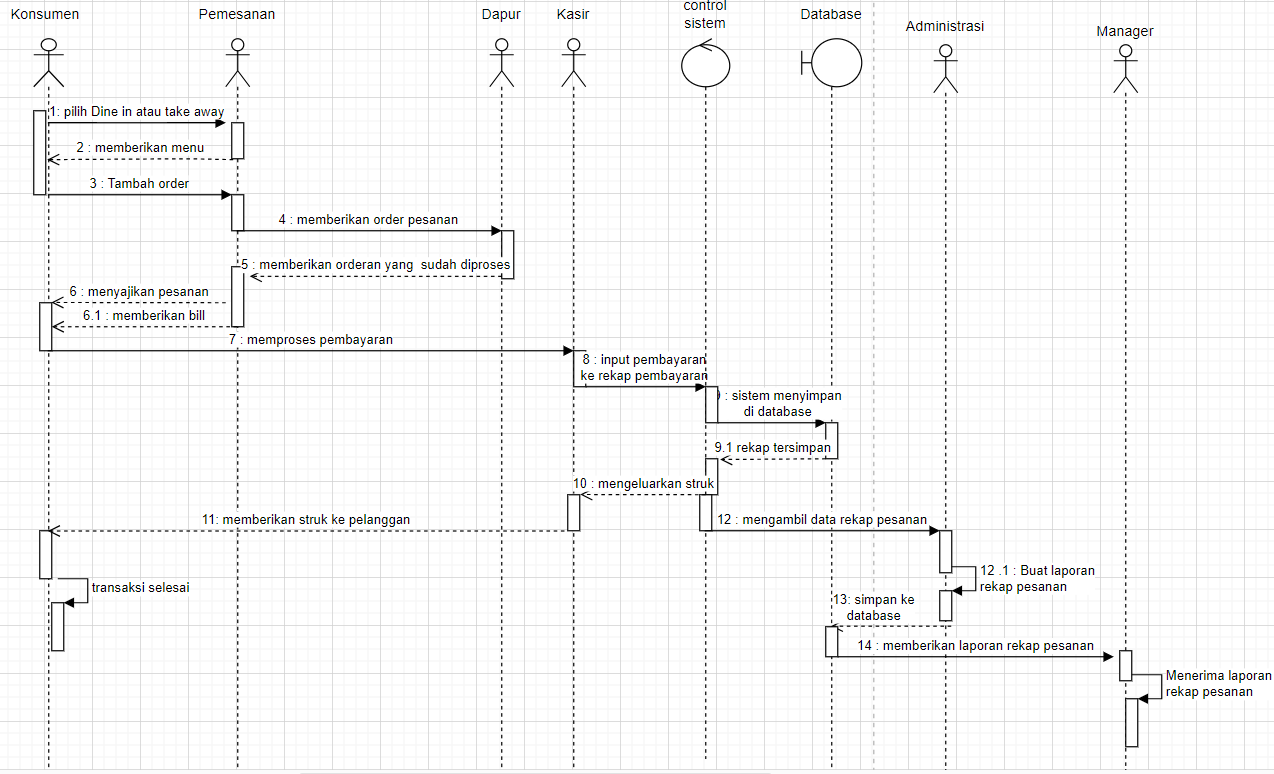 Konsumen
Pemesanan
Dapur
Kasir
control
sistem
Database
Administrasi
Manager
1: pilih Dine in atau take away
2 : memberikan menu
3 : Tambah order
4 : memberikan order pesanan
5 : memberikan orderan yang sudah diproses
6 : menyajikan pesanan
6.1 : memberikan bill
7 : memproses pembayaran
8 : input pembayaran
ke rekap pembayaran
: sistem menyimpan
di database
9.1 rekap tersimpan
10 : mengeluarkan struk
11: memberikan struk ke pelanggan
12 : mengambil data rekap pesanan
12 .1 : Buat laporan
rekap pesanan
transaksi selesai
13: simpan ke
database
14 : memberikan laporan rekap pesanan
Menerima laporan
rekap pesanan